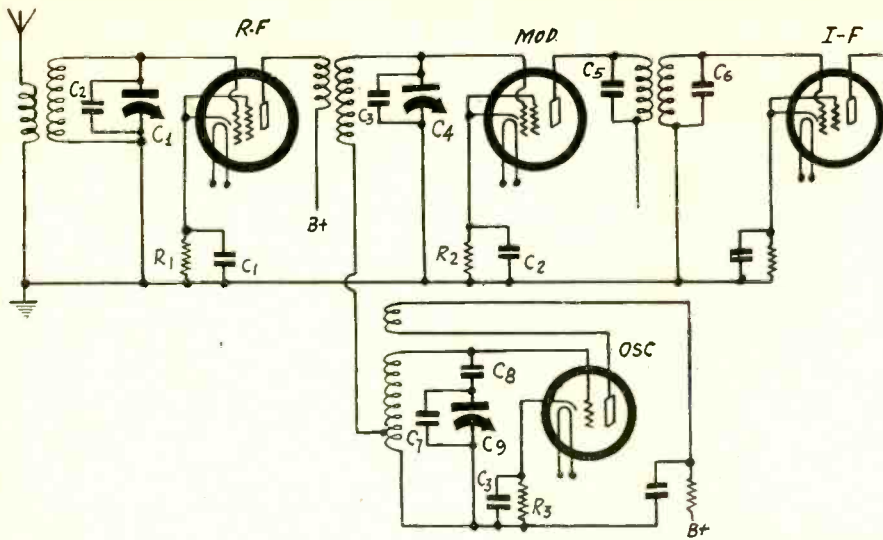 R.F
MOD.
I-F
C2
C1
C3
C4
C5
C6
B+
R1
C1
R2
C2
OSC
C8
C7
C9
C3
R3
B+